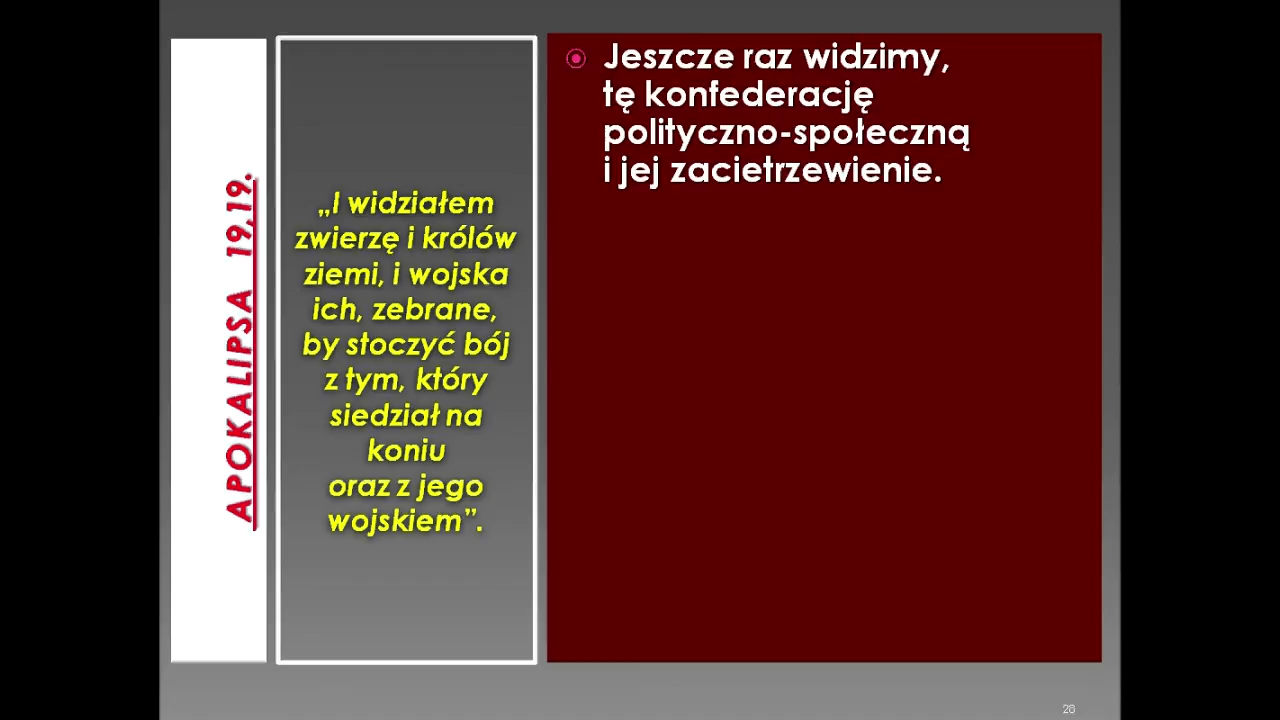 APOKALIPSA 19,19.
„I widziałem
zwierzę i królów
ziemi, i wojska
ich, zebrane,
by stoczyć bój
z tym, który
siedział na
koniu
oraz z jego
wojskiem”.
Jeszcze raz widzimy,
tę konfederację
polityczno-społeczną
i jej zacietrzewienie.
28